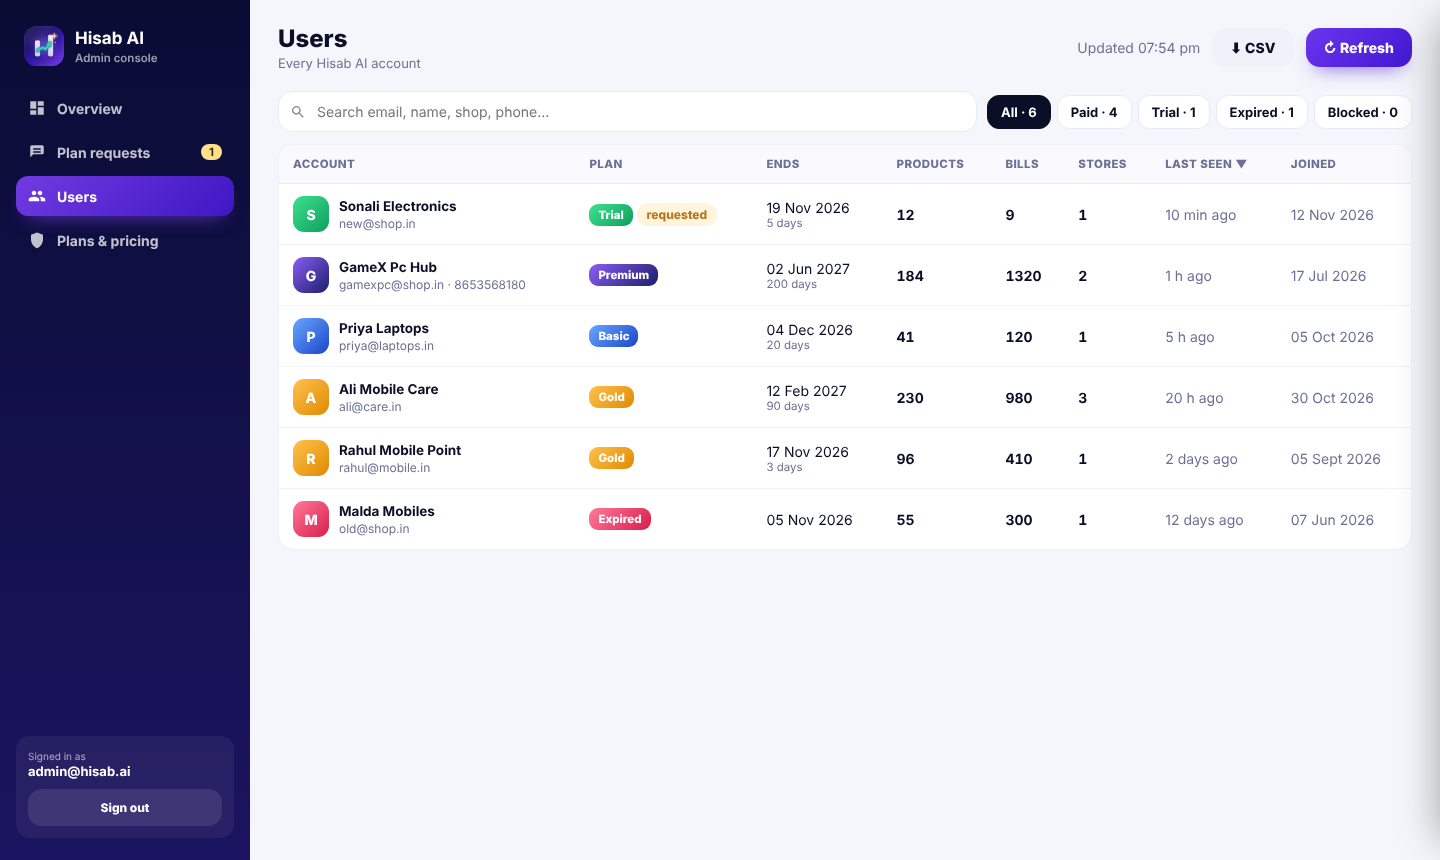 Hisab AI
Admin console
Overview
Plan requests 1
Users
Plans & pricing
Signed in as
admin@hisab.ai
Sign out
Users
Every Hisab AI account
Updated 07:54 pm
⬇ CSV
↻ Refresh
Search email, name, shop, phone...
All · 6
Paid · 4
Trial · 1
Expired · 1
Blocked · 0
ACCOUNT PLAN ENDS PRODUCTS BILLS STORES LAST SEEN ▼ JOINED
S Sonali Electronics Trial requested 19 Nov 2026 12 9 1 10 min ago 12 Nov 2026
new@shop.in 5 days
G GameX Pc Hub Premium 02 Jun 2027 184 1320 2 1 h ago 17 Jul 2026
gamexpc@shop.in · 8653568180 200 days
P Priya Laptops Basic 04 Dec 2026 41 120 1 5 h ago 05 Oct 2026
priya@laptops.in 20 days
A Ali Mobile Care Gold 12 Feb 2027 230 980 3 20 h ago 30 Oct 2026
ali@care.in 90 days
R Rahul Mobile Point Gold 17 Nov 2026 96 410 1 2 days ago 05 Sept 2026
rahul@mobile.in 3 days
M Malda Mobiles Expired 05 Nov 2026 55 300 1 12 days ago 07 Jun 2026
old@shop.in